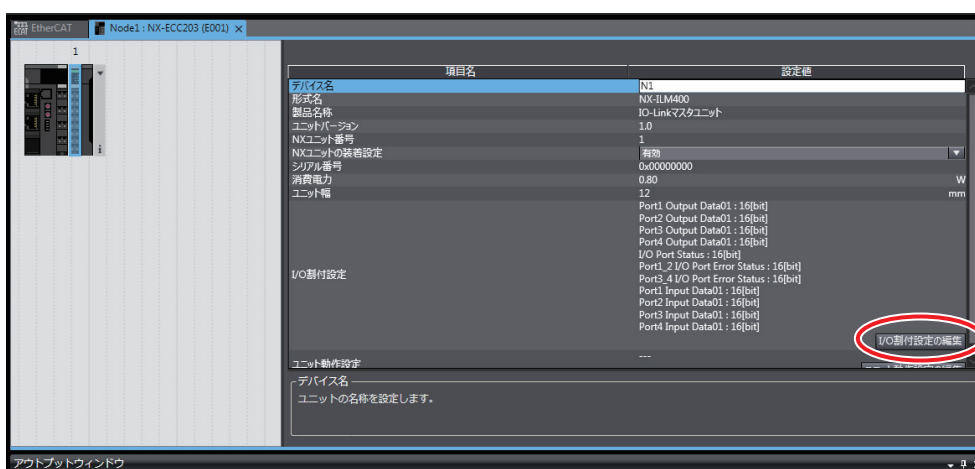 EtherCAT
Node1 : NX-ECC203 (E001) ×
1
項目名 設定値
デバイス名 N1
形式名 NX-ILM400
製品名称 IO-Linkマスタユニット
ユニットバージョン 1.0
NXユニット番号 1
NXユニットの装着設定 有効
シリアル番号 0x00000000
消費電力 0.80 W
ユニット幅 12 mm
I/O割付設定
Port1 Output Data01 : 16[bit]
Port2 Output Data01 : 16[bit]
Port3 Output Data01 : 16[bit]
Port4 Output Data01 : 16[bit]
I/O Port Status : 16[bit]
Port1_2 I/O Port Error Status : 16[bit]
Port3_4 I/O Port Error Status : 16[bit]
Port1 Input Data01 : 16[bit]
Port2 Input Data01 : 16[bit]
Port3 Input Data01 : 16[bit]
Port4 Input Data01 : 16[bit]
I/O割付設定の編集
ユニット動作設定 ---
デバイス名
ユニットの名称を設定します。
アウトプットウィンドウ